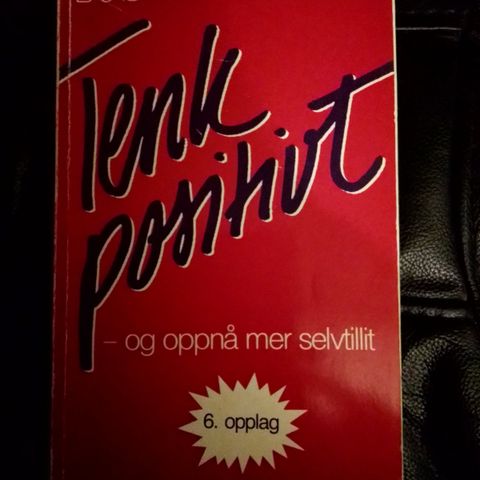 Tenk
positivt
– og oppnå mer selvtillit
6. opplag